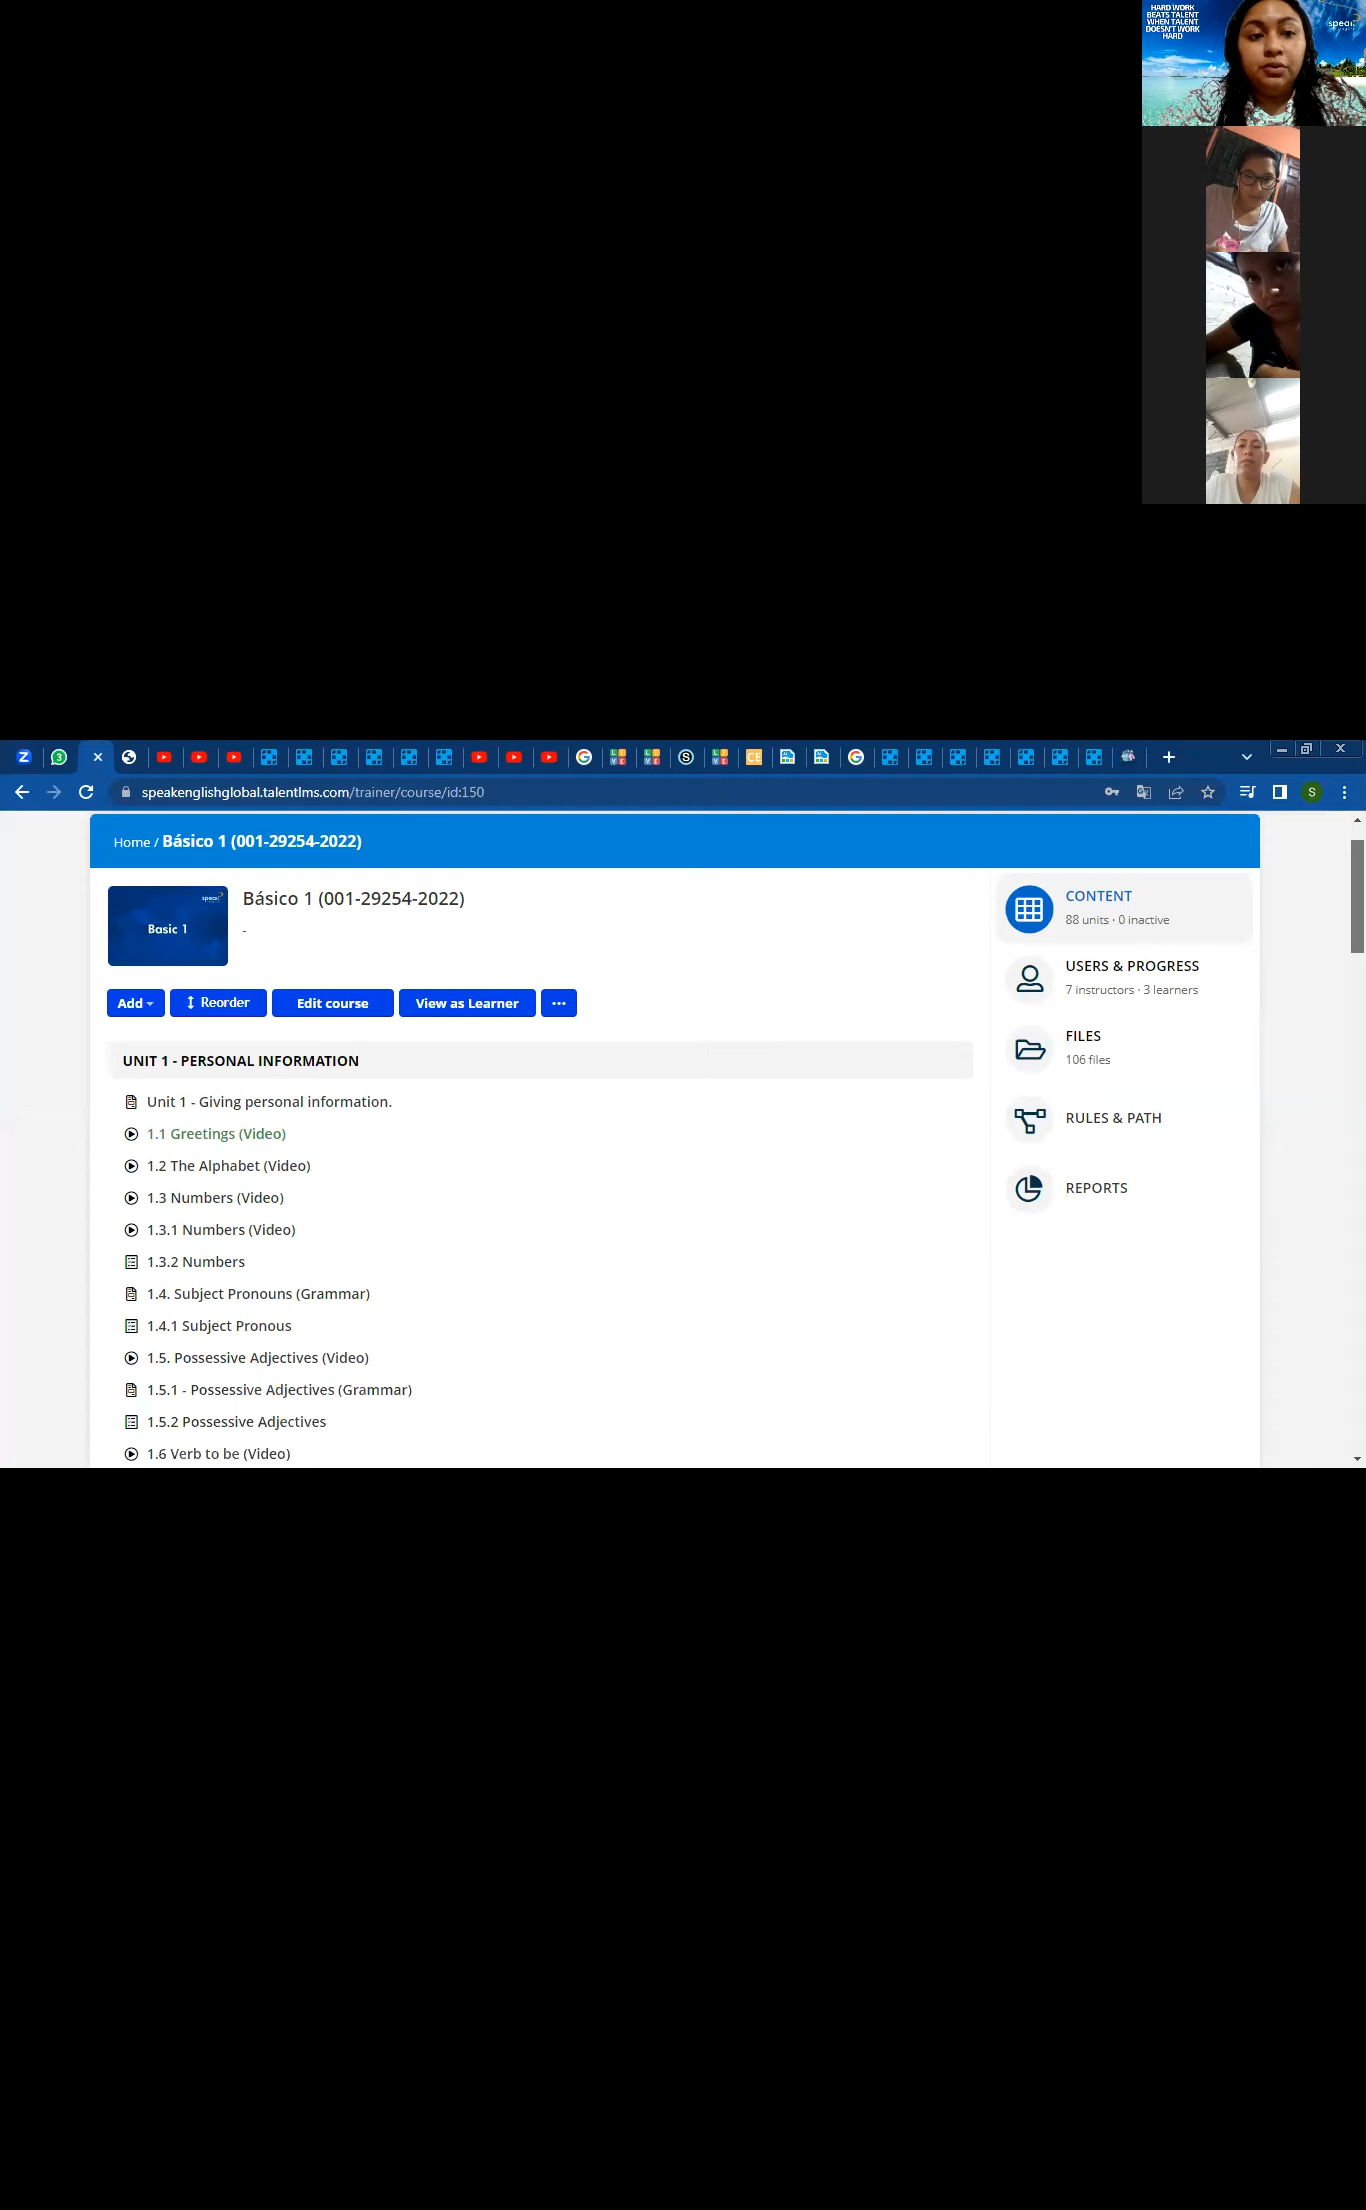 HARD WORK
BEATS TALENT
WHEN TALENT
DOESN'T WORK
HARD
speak
3
speakenglishglobal.talentlms.com/trainer/course/id:150
S
Home / Básico 1 (001-29254-2022)
speak
Basic 1
Básico 1 (001-29254-2022)
-
Add
Reorder
Edit course
View as Learner
UNIT 1 - PERSONAL INFORMATION
Unit 1 - Giving personal information.
1.1 Greetings (Video)
1.2 The Alphabet (Video)
1.3 Numbers (Video)
1.3.1 Numbers (Video)
1.3.2 Numbers
1.4. Subject Pronouns (Grammar)
1.4.1 Subject Pronous
1.5. Possessive Adjectives (Video)
1.5.1 - Possessive Adjectives (Grammar)
1.5.2 Possessive Adjectives
1.6 Verb to be (Video)
CONTENT
88 units · 0 inactive
USERS & PROGRESS
7 instructors · 3 learners
FILES
106 files
RULES & PATH
REPORTS